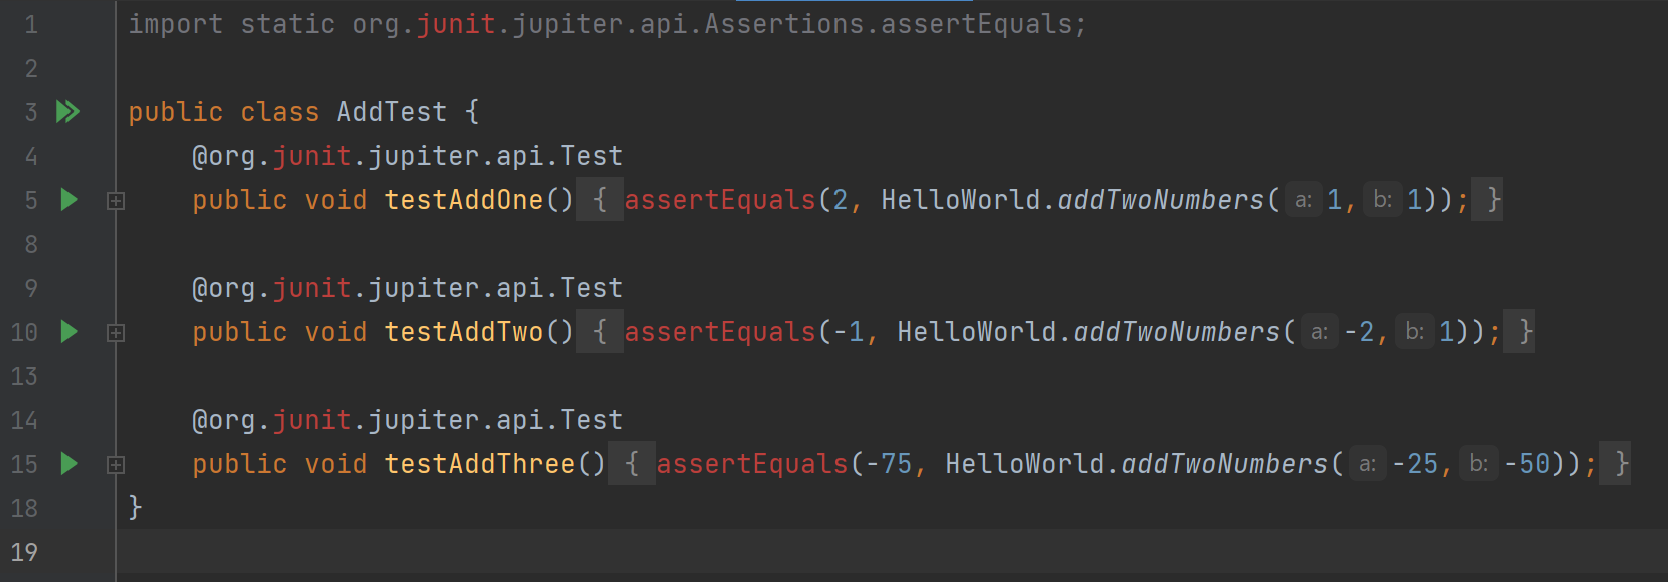 1 import static org.junit.jupiter.api.Assertions.assertEquals;
2
3 public class AddTest {
4 @org.junit.jupiter.api.Test
5 public void testAddOne() { assertEquals(2, HelloWorld.addTwoNumbers( a: 1, b: 1)); }
8
9 @org.junit.jupiter.api.Test
10 public void testAddTwo() { assertEquals(-1, HelloWorld.addTwoNumbers( a: -2, b: 1)); }
13
14 @org.junit.jupiter.api.Test
15 public void testAddThree() { assertEquals(-75, HelloWorld.addTwoNumbers( a: -25, b: -50)); }
18 }
19